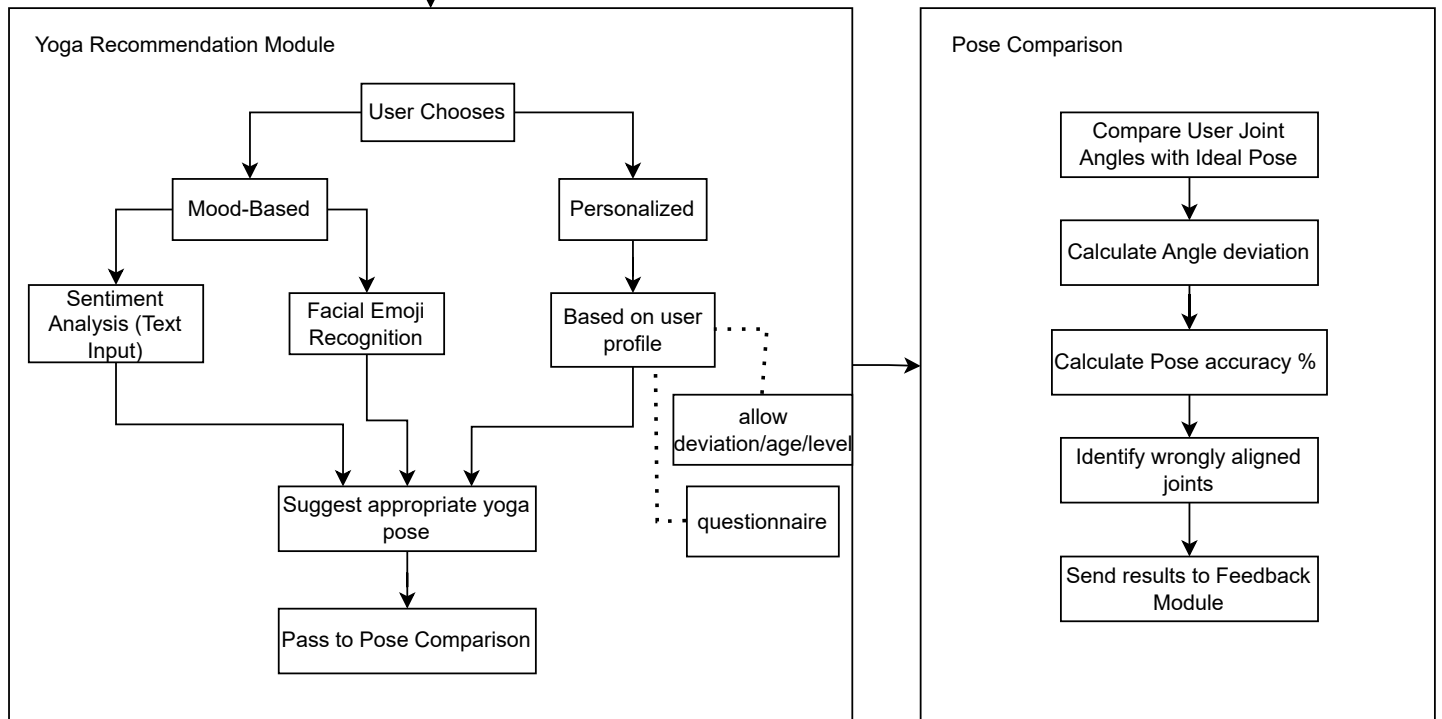 Yoga Recommendation Module
User Chooses
Mood-Based
Personalized
Sentiment
Analysis (Text
Input)
Facial Emoji
Recognition
Based on user
profile
allow
deviation/age/level
questionnaire
Suggest appropriate yoga
pose
Pass to Pose Comparison
Pose Comparison
Compare User Joint
Angles with Ideal Pose
Calculate Angle deviation
Calculate Pose accuracy %
Identify wrongly aligned
joints
Send results to Feedback
Module